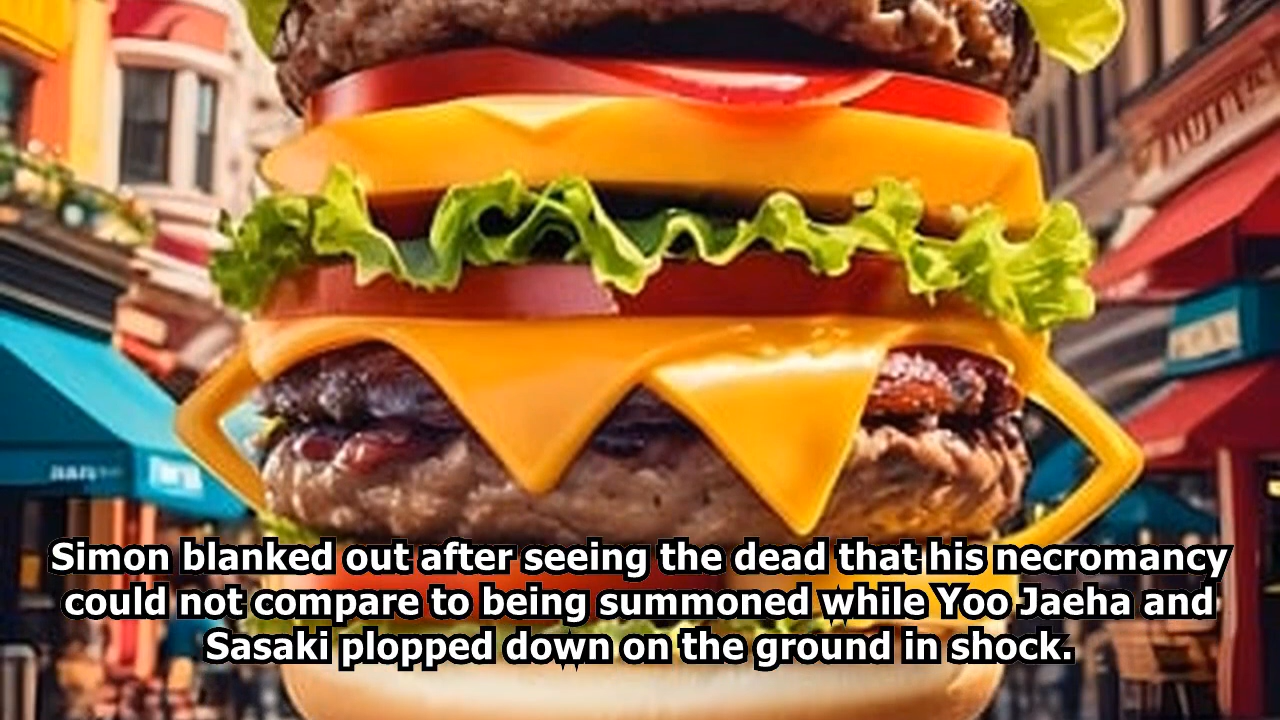 Simon blanked out after seeing the dead that his necromancy
could not compare to being summoned while Yoo Jaeha and
Sasaki plopped down on the ground in shock.